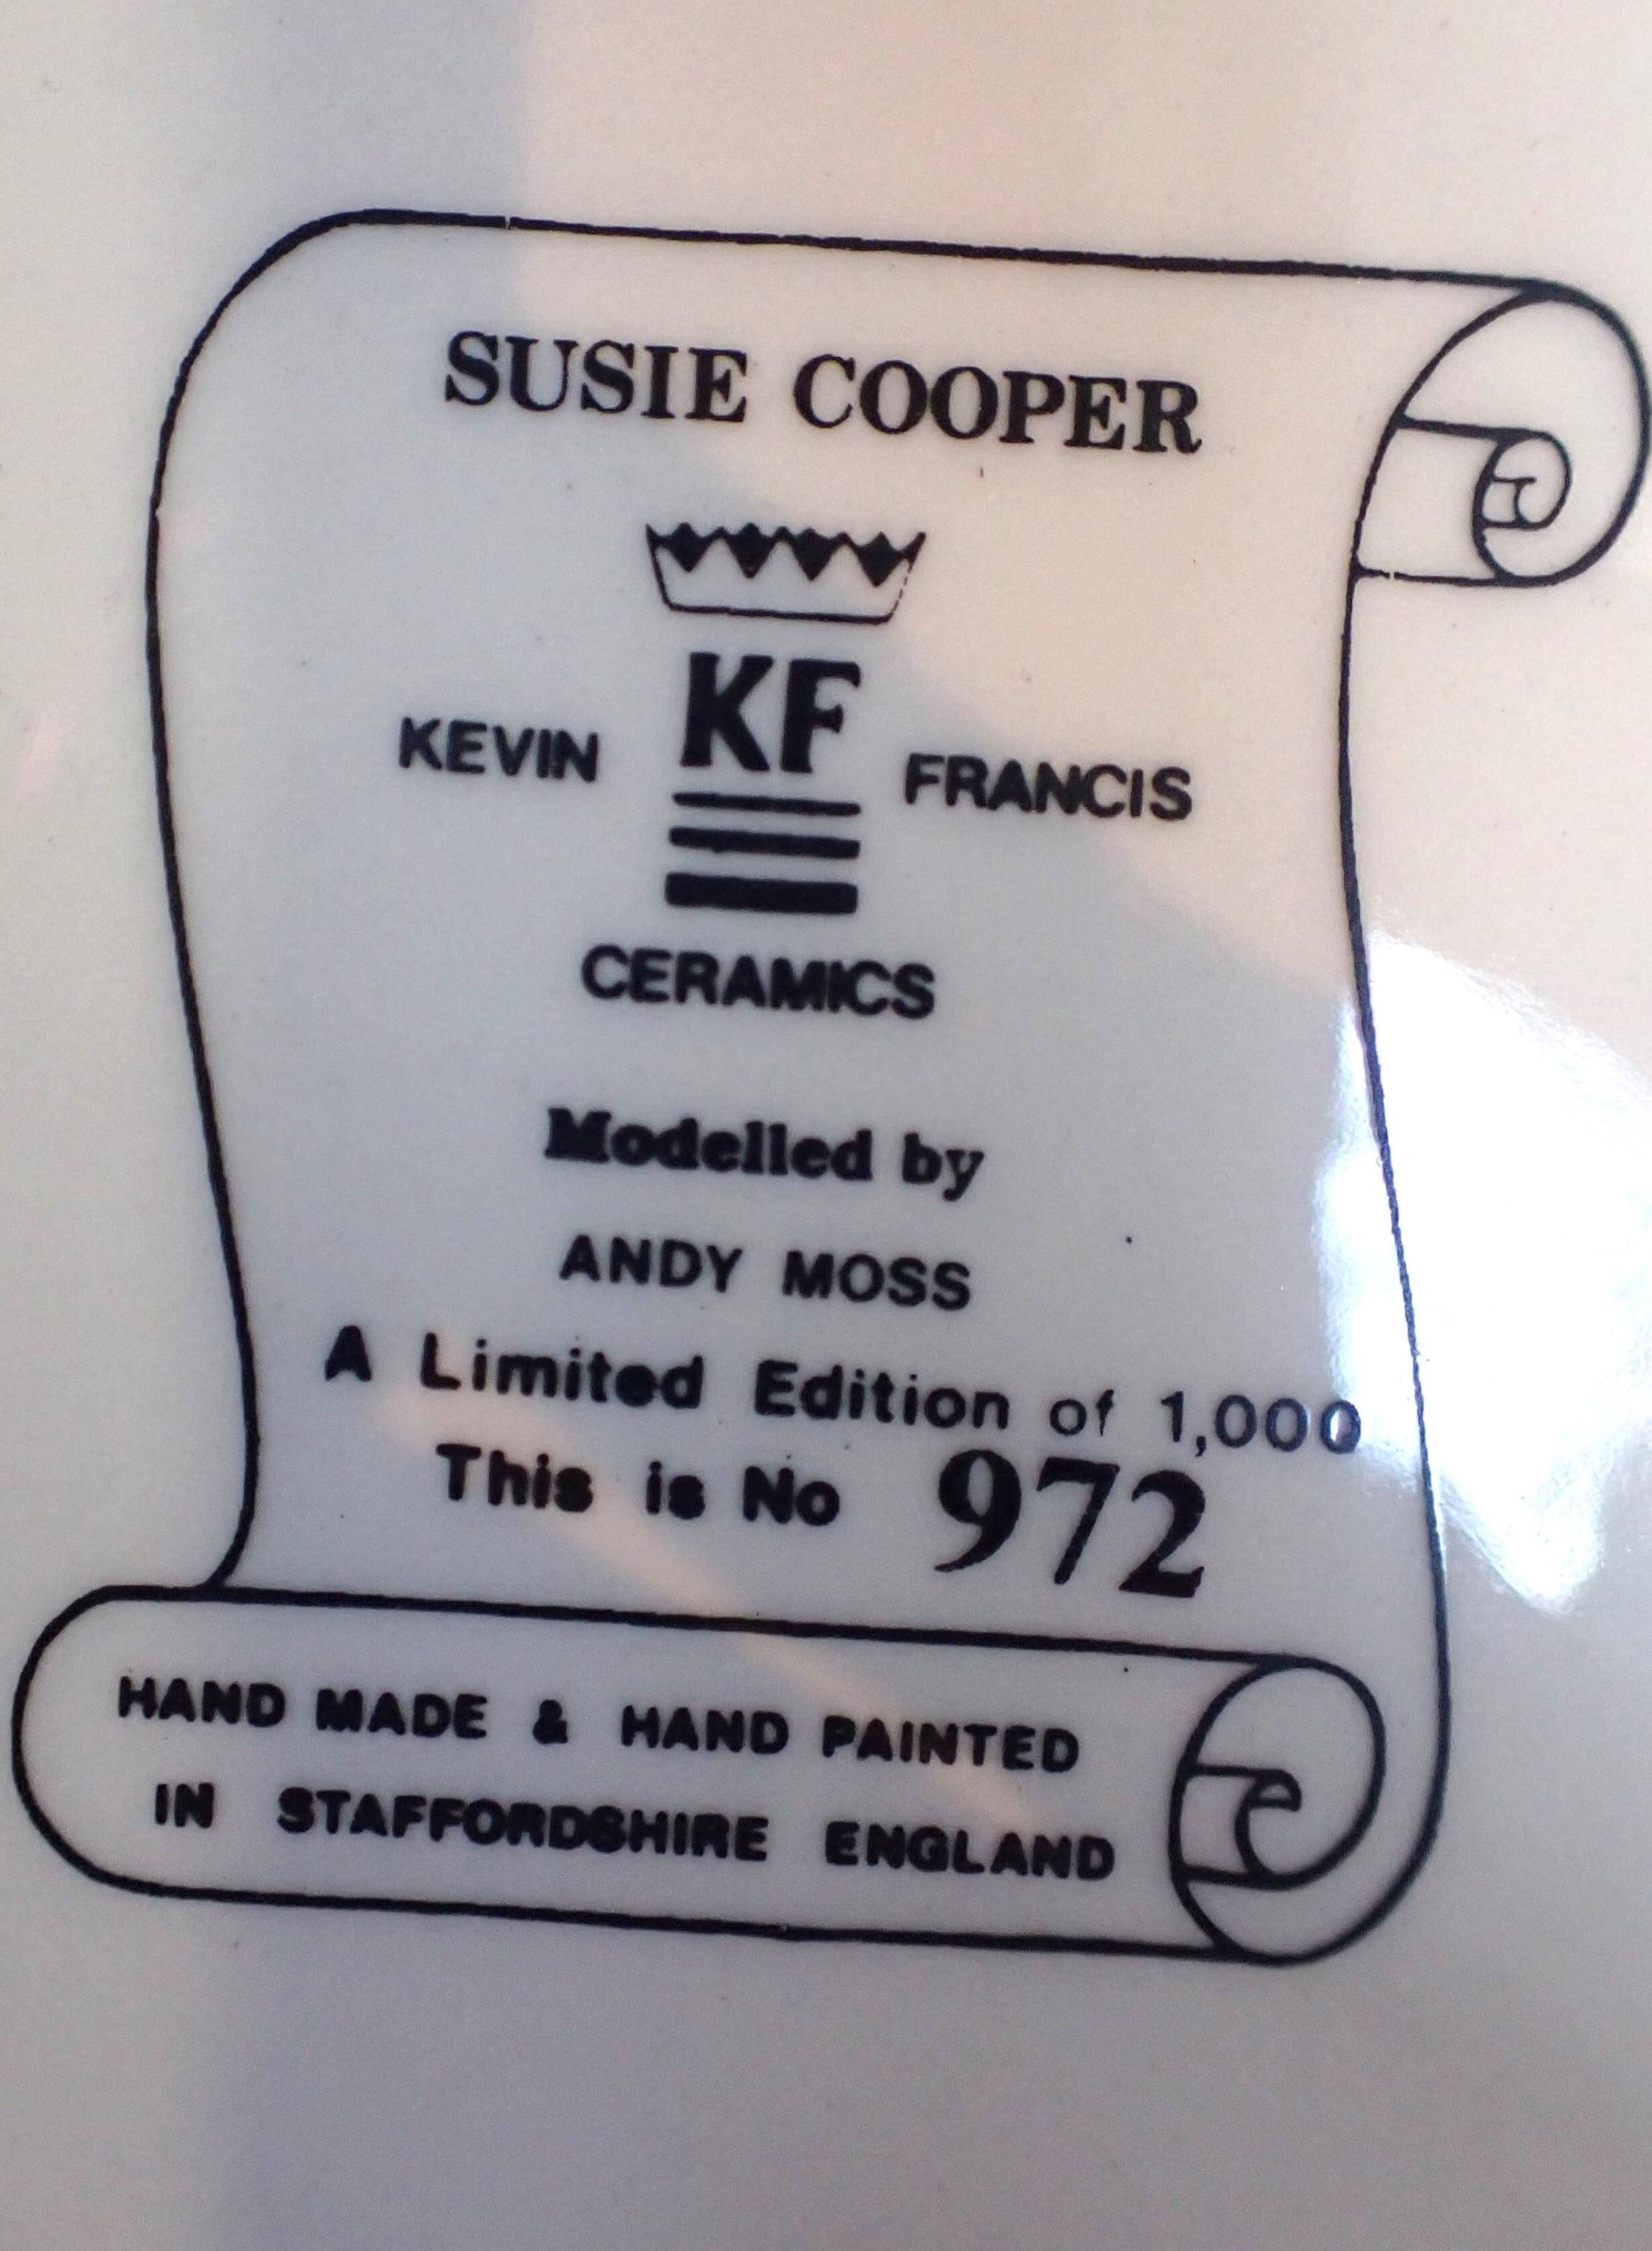 SUSIE COOPER
KEVIN KF FRANCIS
CERAMICS
Modelled by
ANDY MOSS
A Limited Edition of 1,000
This is No 972
HAND MADE & HAND PAINTED
IN STAFFORDSHIRE ENGLAND